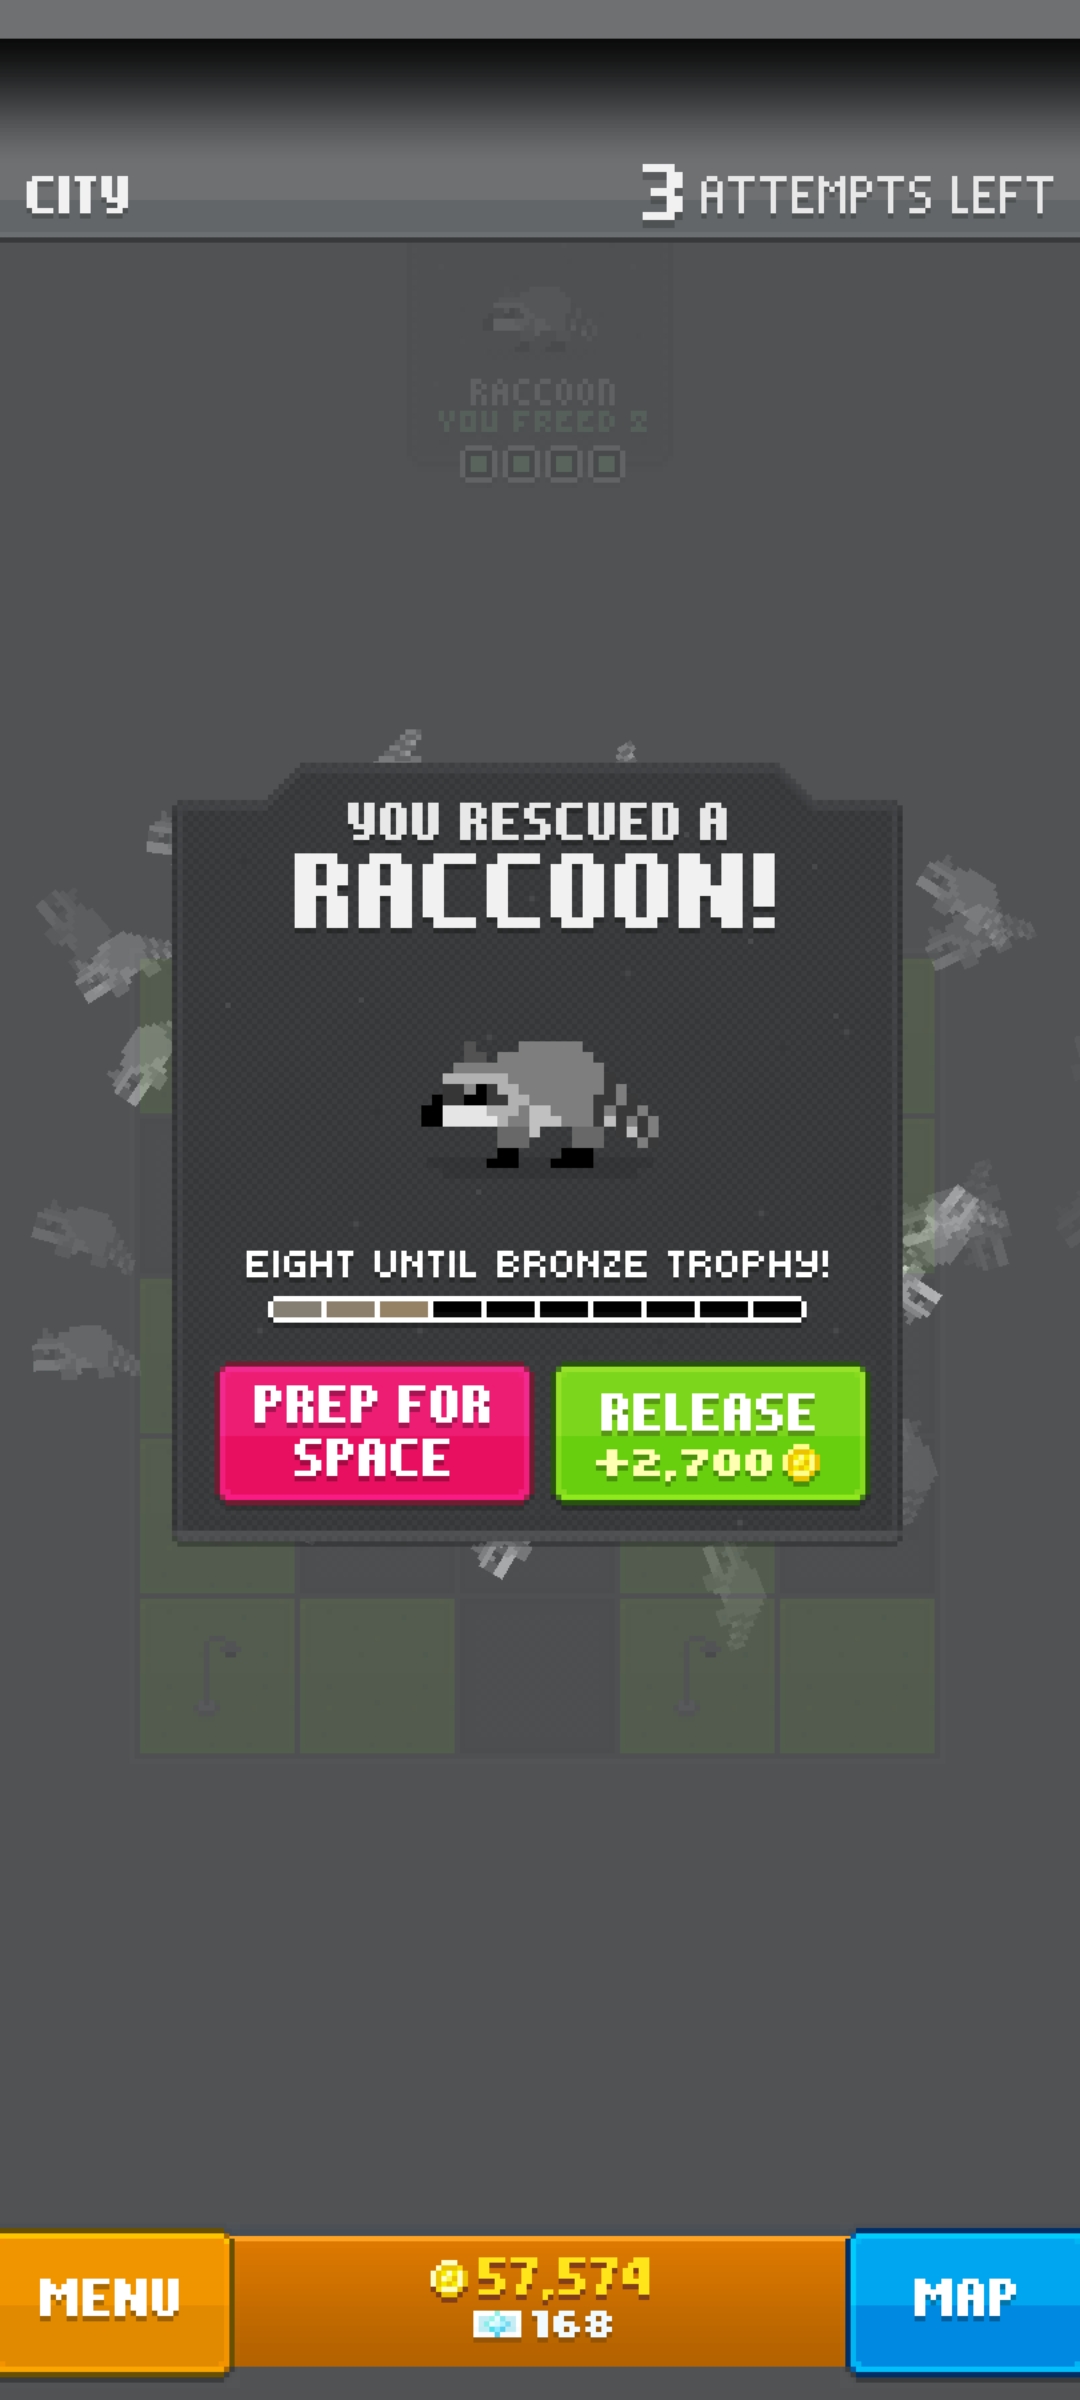 CITY
3 ATTEMPTS LEFT
RACCOON
YOU FREED 2
YOU RESCUED A
RACCOON!
EIGHT UNTIL BRONZE TROPHY!
PREP FOR
SPACE
RELEASE
+2,700
MENU
57,574
168
MAP